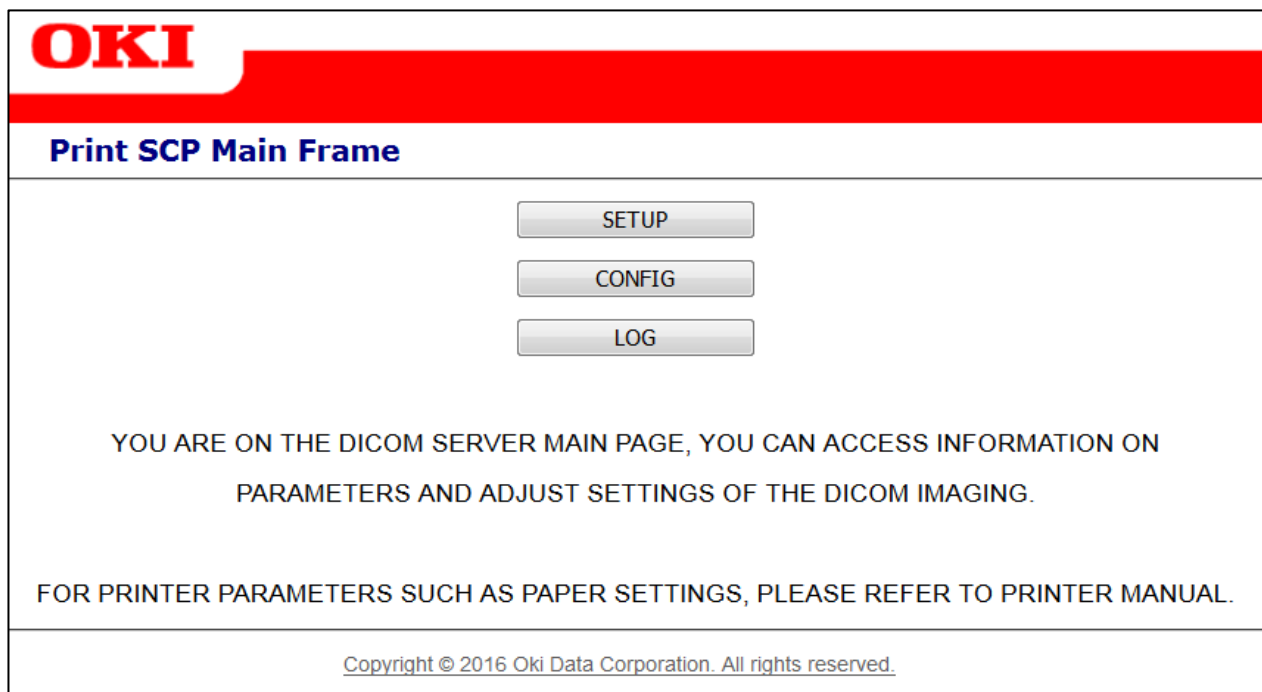 OKI
Print SCP Main Frame
SETUP
CONFIG
LOG
YOU ARE ON THE DICOM SERVER MAIN PAGE, YOU CAN ACCESS INFORMATION ON
PARAMETERS AND ADJUST SETTINGS OF THE DICOM IMAGING.
FOR PRINTER PARAMETERS SUCH AS PAPER SETTINGS, PLEASE REFER TO PRINTER MANUAL.
Copyright © 2016 Oki Data Corporation. All rights reserved.